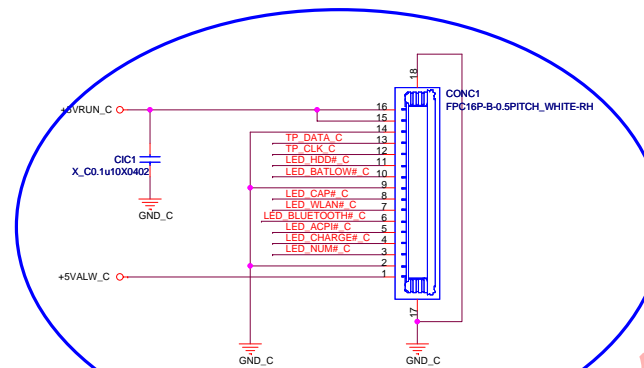 18
CONC1
FPC16P-B-0.5PITCH_WHITE-RH
16
15
14
TP_DATA_C
13
TP_CLK_C
12
LED_HDD#_C
11
LED_BATLOW#_C
10
9
LED_CAP#_C
8
LED_WLAN#_C
7
LED_BLUETOOTH#_C
6
LED_ACPI#_C
5
LED_CHARGE#_C
4
LED_NUM#_C
3
2
+5VALW_C
1
CIC1
X_C0.1u10X0402
GND_C
17
GND_C
GND_C